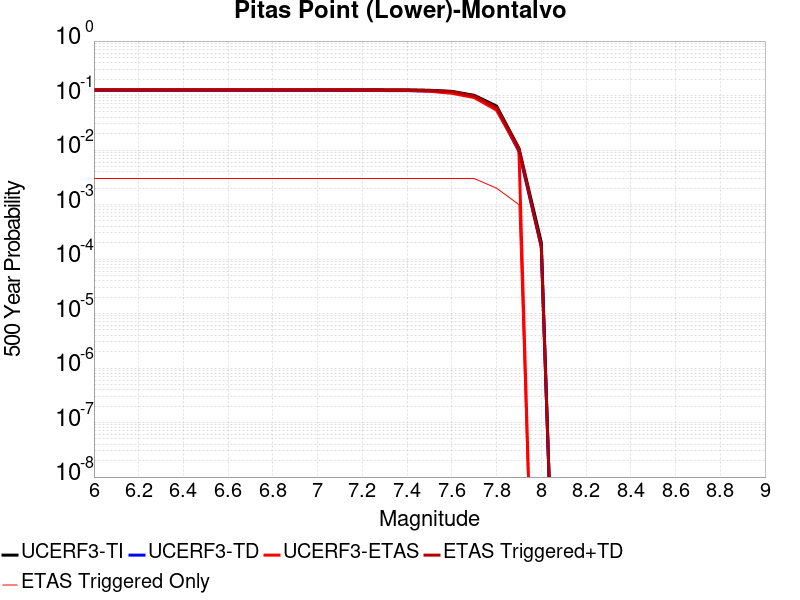 Pitas Point (Lower)-Montalvo
10^0
10^-1
10^-2
10^-3
10^-4
10^-5
10^-6
10^-7
10^-8
500 Year Probability
6 6.2 6.4 6.6 6.8 7 7.2 7.4 7.6 7.8 8 8.2 8.4 8.6 8.8 9
Magnitude
UCERF3-TI UCERF3-TD UCERF3-ETAS ETAS Triggered+TD
ETAS Triggered Only